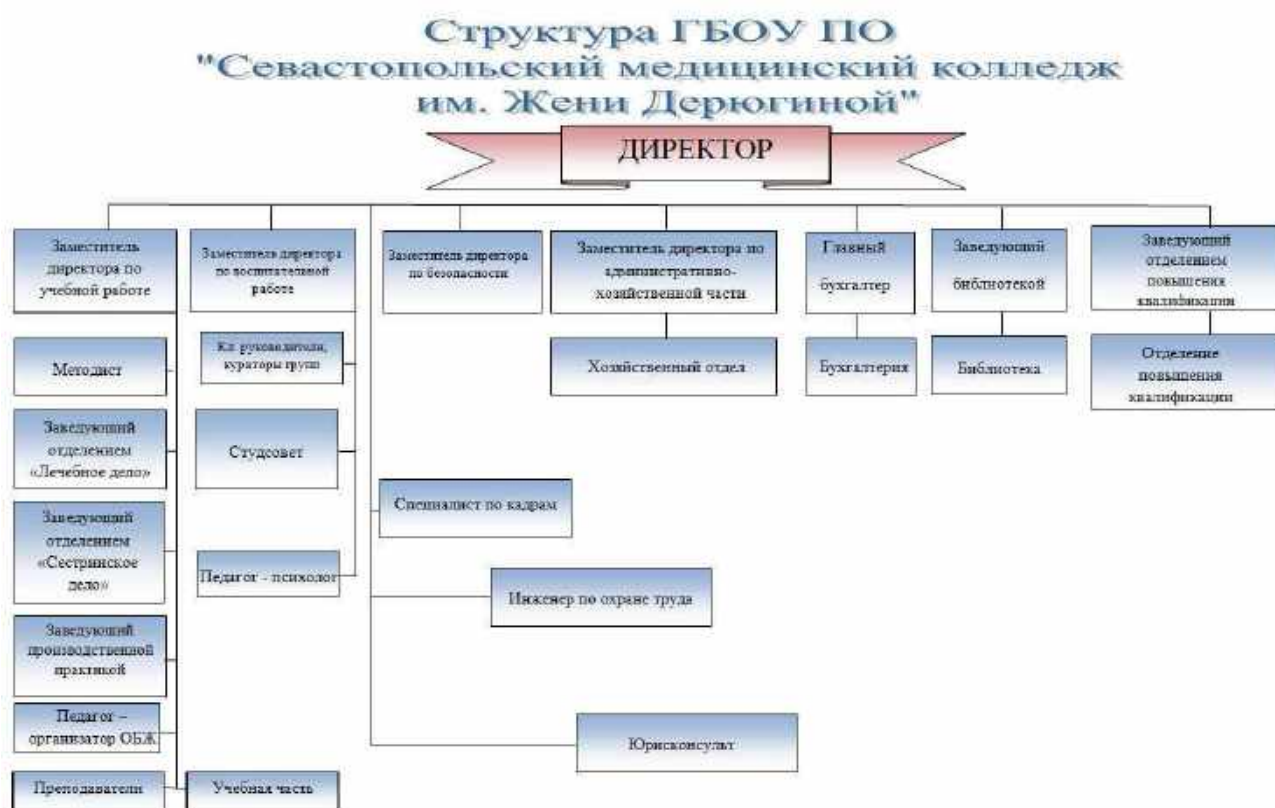 Структура ГБОУ ПО
"Севастопольский медицинский колледж
им. Жени Дерюгиной"
ДИРЕКТОР
Заместитель
директора по
учебной работе
Заместитель директора
по воспитательной
работе
Заместитель директора
по безопасности
Заместитель директора по
административно-
хозяйственной части
Главный
бухгалтер
Заведующий
библиотекой
Заведующий
отделением
повышения
квалификации
Методист
Кл. руководители,
кураторы групп
Хозяйственный отдел
Бухгалтерия
Библиотека
Отделение
повышения
квалификации
Заведующий
отделением
«Лечебное дело»
Студсовет
Специалист по кадрам
Заведующий
отделением
«Сестринское
дело»
Педагог - психолог
Инженер по охране труда
Заведующий
производственной
практикой
Педагог –
организатор ОБЖ
Юрисконсульт
Преподаватели
Учебная часть